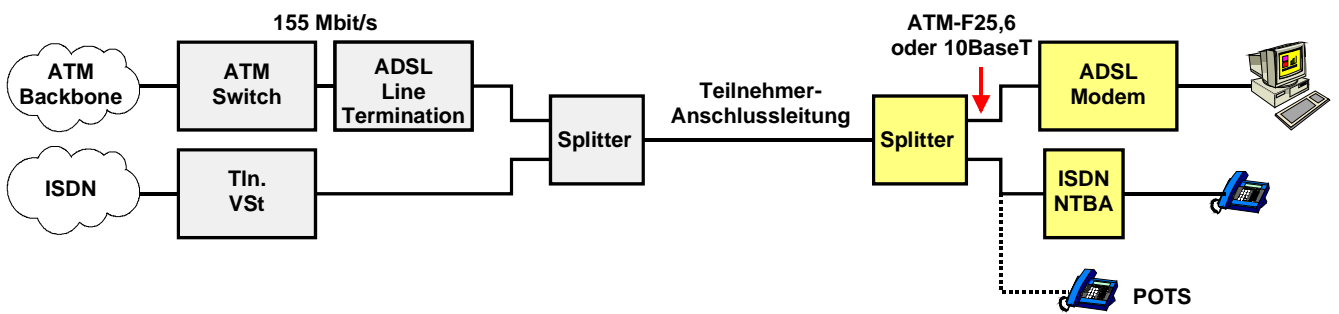 155 Mbit/s
ATM-F25,6
oder 10BaseT
ATM
Backbone
ATM
Switch
ADSL
Line
Termination
Splitter
Teilnehmer-
Anschlussleitung
Splitter
ADSL
Modem
ISDN
Tln.
VSt
ISDN
NTBA
POTS